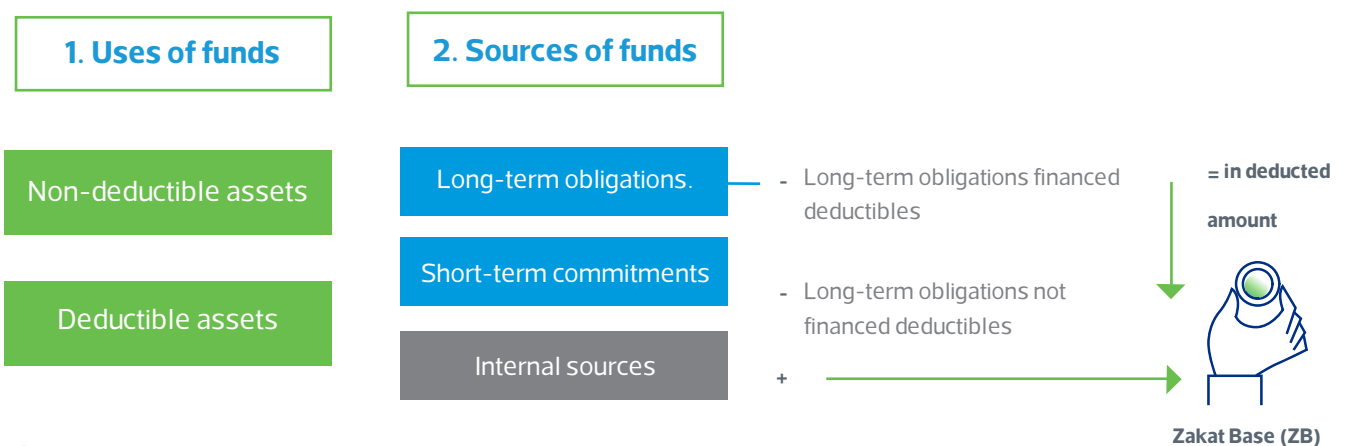 1. Uses of funds
2. Sources of funds
Non-deductible assets
Deductible assets
Long-term obligations.
Short-term commitments
Internal sources
- Long-term obligations financed
deductibles
- Long-term obligations not
financed deductibles
+
= in deducted
amount
Zakat Base (ZB)